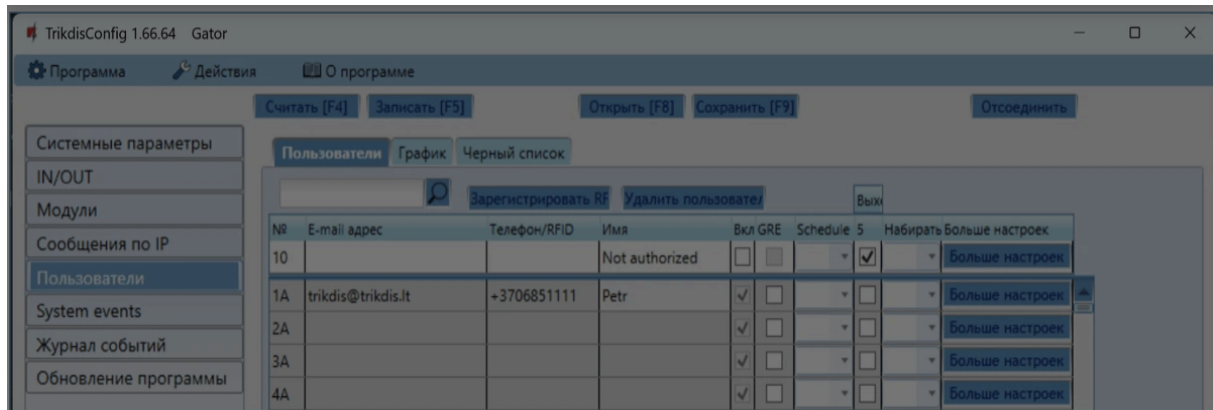 TrikdisConfig 1.66.64 Gator
Программа Действия О программе
Считать [F4] Записать [F5] Открыть [F8] Сохранить [F9] Отсоединить
Системные параметры
IN/OUT
Модули
Сообщения по IP
Пользователи
System events
Журнал событий
Обновление программы
Пользователи График Черный список
Зарегистрировать RF Удалить пользовател
Вых
№ E-mail адрес Телефон/RFID Имя Вкл GRE Schedule 5 Набирать Больше настроек
10 Not authorized Больше настроек
1A trikdis@trikdis.lt +3706851111 Petr Больше настроек
2A Больше настроек
3A Больше настроек
4A Больше настроек